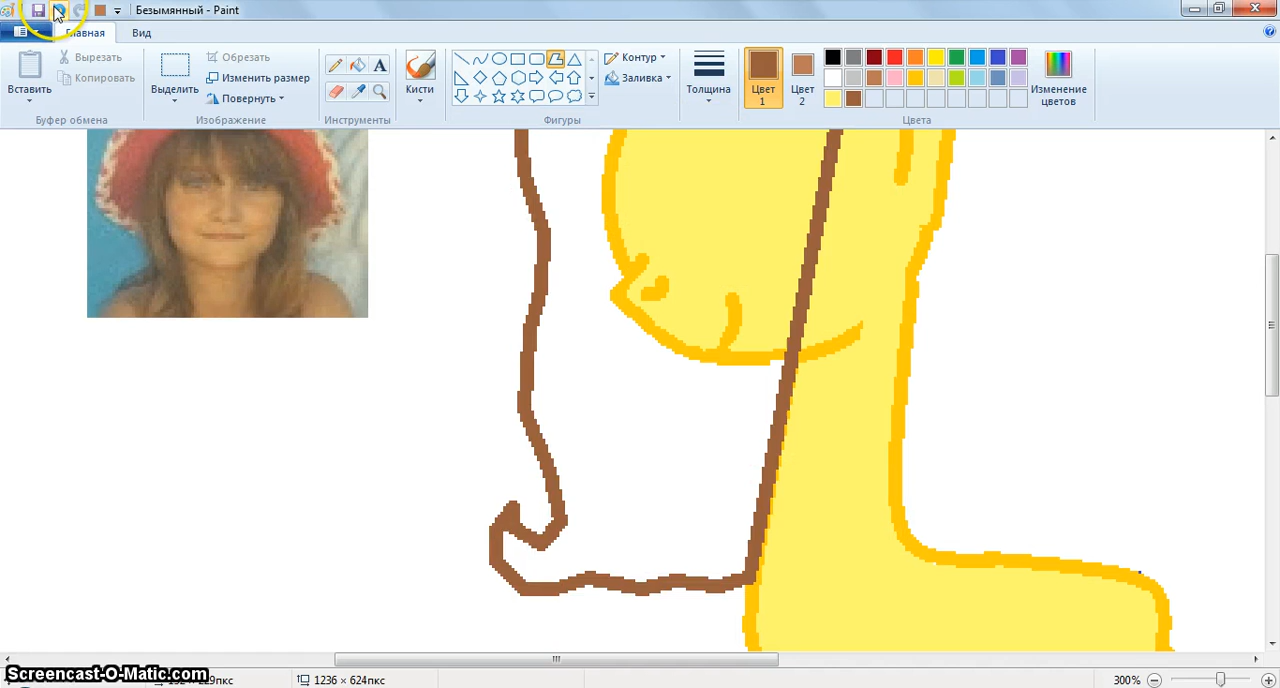 Безымянный - Paint
Главная
Вид
Вставить
Вырезать
Копировать
Буфер обмена
Выделить
Обрезать
Изменить размер
Повернуть
Изображение
A
Инструменты
Кисти
Контур
Заливка
Фигуры
Толщина
Цвет
1
Цвет
2
Изменение
цветов
Цвета
Screencast-O-Matic.com
1236 × 624пкс
300%